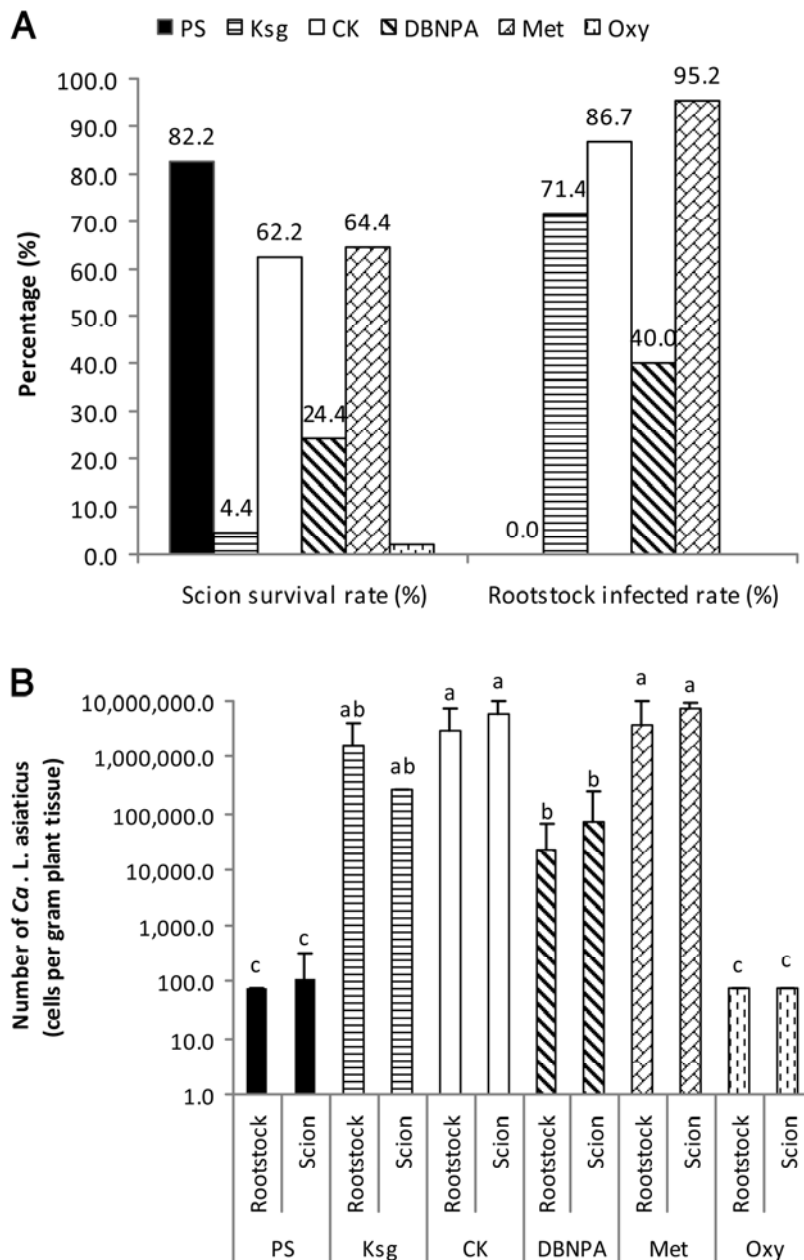 A
PS Ksg CK DBNPA Met Oxy
Percentage (%)
100.0
90.0
80.0
70.0
60.0
50.0
40.0
30.0
20.0
10.0
0.0
82.2
4.4
62.2
24.4
64.4
0.0
71.4
86.7
40.0
95.2
Scion survival rate (%) Rootstock infected rate (%)
B
Number of Ca . L. asiaticus
(cells per gram plant tissue)
10,000,000.0
1,000,000.0
100,000.0
10,000.0
1,000.0
100.0
10.0
1.0
c c ab ab a a b b a a c c
Rootstock Scion Rootstock Scion Rootstock Scion Rootstock Scion Rootstock Scion Rootstock Scion
PS Ksg CK DBNPA Met Oxy